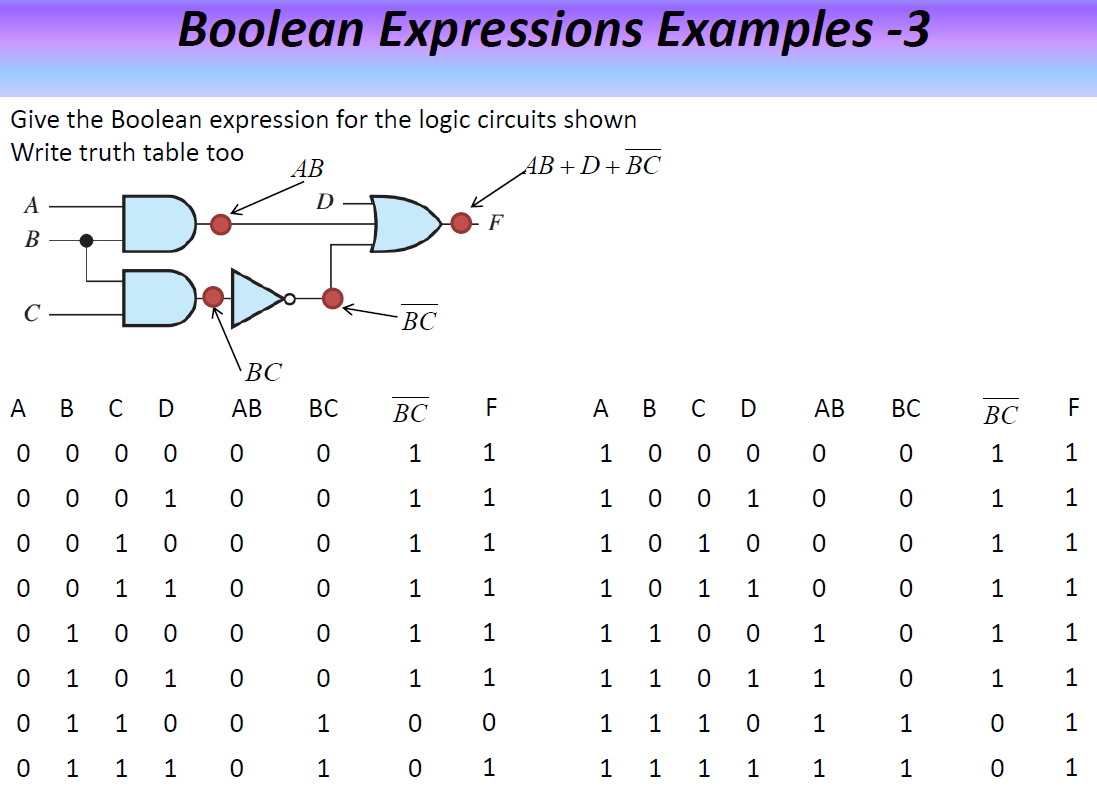 Boolean Expressions Examples -3
Give the Boolean expression for the logic circuits shown
Write truth table too
AB
AB + D + B̅C̅
A
D
F
B
C
B̅C̅
BC
A B C D AB BC B̅C̅ F
0 0 0 0 0 0 1 1
0 0 0 1 0 0 1 1
0 0 1 0 0 0 1 1
0 0 1 1 0 0 1 1
0 1 0 0 0 0 1 1
0 1 0 1 0 0 1 1
0 1 1 0 0 1 0 0
0 1 1 1 0 1 0 1
A B C D AB BC B̅C̅ F
1 0 0 0 0 0 1 1
1 0 0 1 0 0 1 1
1 0 1 0 0 0 1 1
1 0 1 1 0 0 1 1
1 1 0 0 1 0 1 1
1 1 0 1 1 0 1 1
1 1 1 0 1 1 0 1
1 1 1 1 1 1 0 1